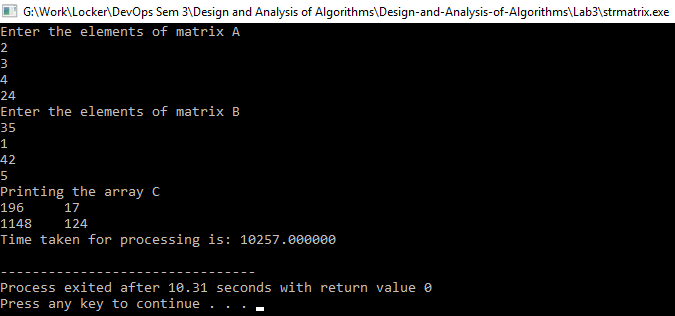 G:\Work\Locker\DevOps Sem 3\Design and Analysis of Algorithms\Design-and-Analysis-of-Algorithms\Lab3\strmatrix.exe
Enter the elements of matrix A
2
3
4
24
Enter the elements of matrix B
35
1
42
5
Printing the array C
196     17
1148    124
Time taken for processing is: 10257.000000

--------------------------------
Process exited after 10.31 seconds with return value 0
Press any key to continue . . .